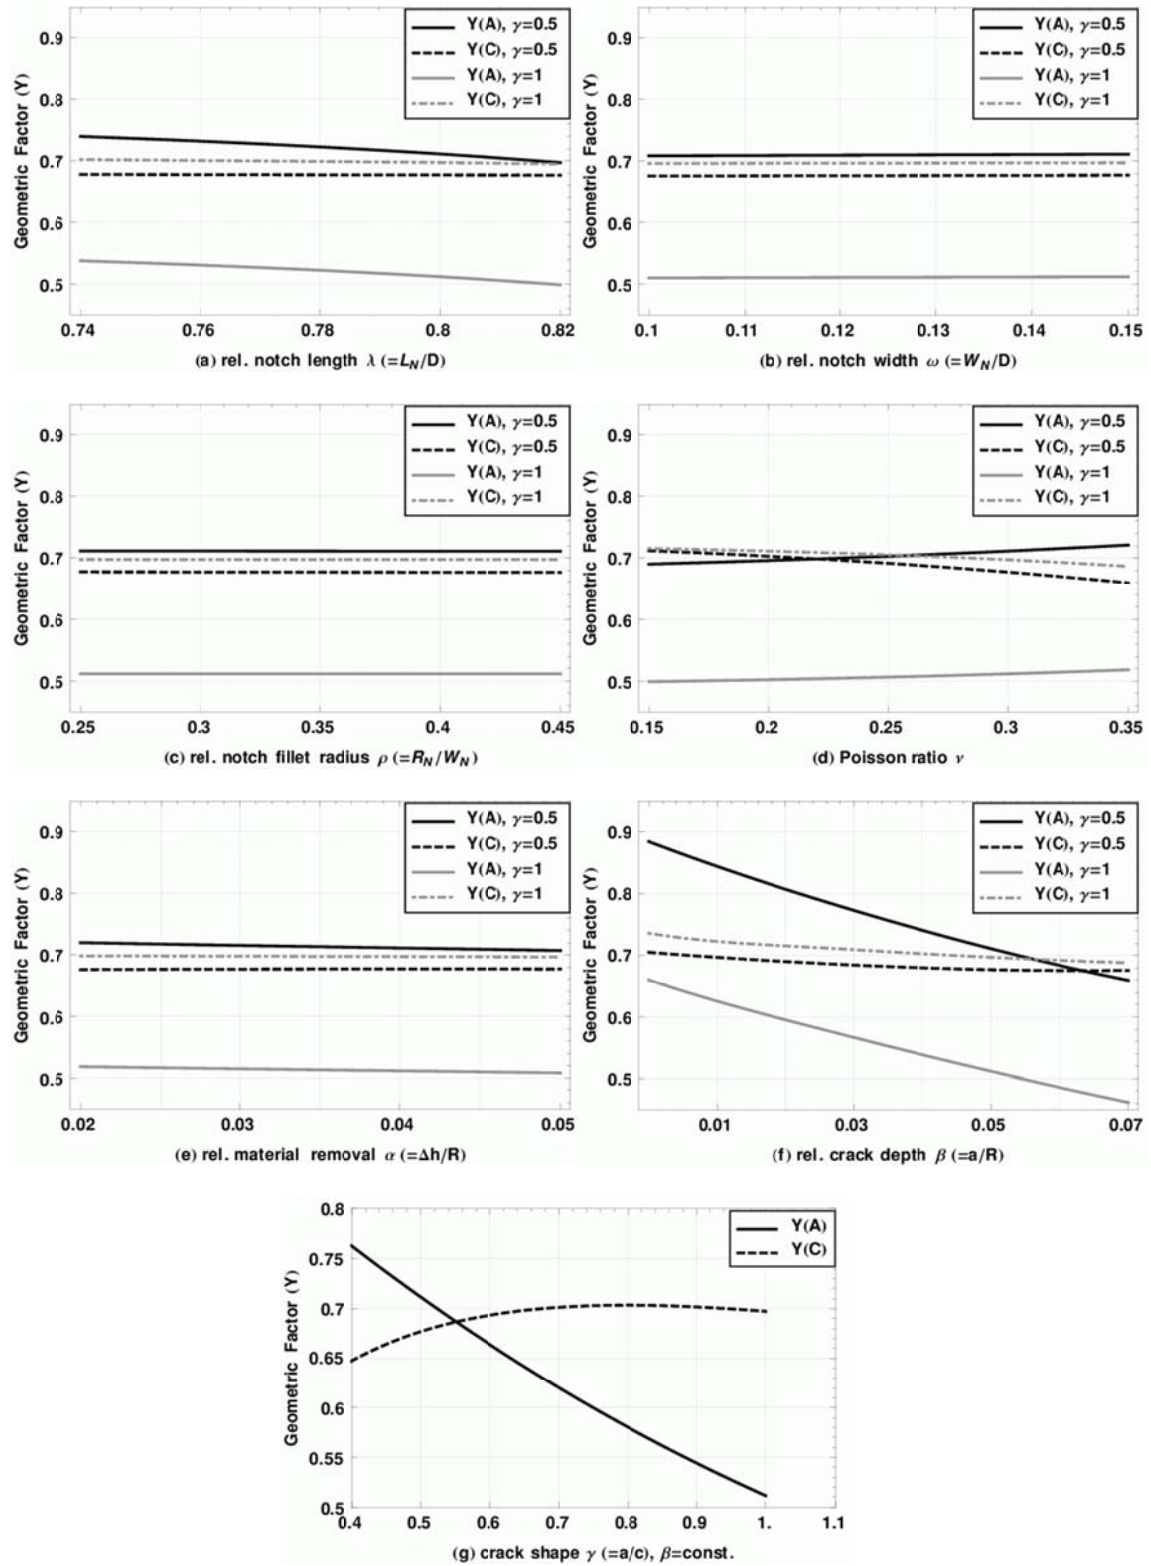 Y(A), γ=0.5
Y(C), γ=0.5
Y(A), γ=1
Y(C), γ=1
Geometric Factor (Y)
0.9
0.8
0.7
0.6
0.5
0.74 0.76 0.78 0.8 0.82
(a) rel. notch length λ (=L_N/D)
Y(A), γ=0.5
Y(C), γ=0.5
Y(A), γ=1
Y(C), γ=1
Geometric Factor (Y)
0.9
0.8
0.7
0.6
0.5
0.1 0.11 0.12 0.13 0.14 0.15
(b) rel. notch width ω (=W_N/D)
Y(A), γ=0.5
Y(C), γ=0.5
Y(A), γ=1
Y(C), γ=1
Geometric Factor (Y)
0.9
0.8
0.7
0.6
0.5
0.25 0.3 0.35 0.4 0.45
(c) rel. notch fillet radius ρ (=R_N/W_N)
Y(A), γ=0.5
Y(C), γ=0.5
Y(A), γ=1
Y(C), γ=1
Geometric Factor (Y)
0.9
0.8
0.7
0.6
0.5
0.15 0.2 0.25 0.3 0.35
(d) Poisson ratio ν
Y(A), γ=0.5
Y(C), γ=0.5
Y(A), γ=1
Y(C), γ=1
Geometric Factor (Y)
0.9
0.8
0.7
0.6
0.5
0.02 0.03 0.04 0.05
(e) rel. material removal α (=Δh/R)
Y(A), γ=0.5
Y(C), γ=0.5
Y(A), γ=1
Y(C), γ=1
Geometric Factor (Y)
0.9
0.8
0.7
0.6
0.5
0.01 0.03 0.05 0.07
(f) rel. crack depth β (=a/R)
Y(A)
Y(C)
Geometric Factor (Y)
0.8
0.75
0.7
0.65
0.6
0.55
0.5
0.4 0.5 0.6 0.7 0.8 0.9 1. 1.1
(g) crack shape γ (=a/c), β=const.